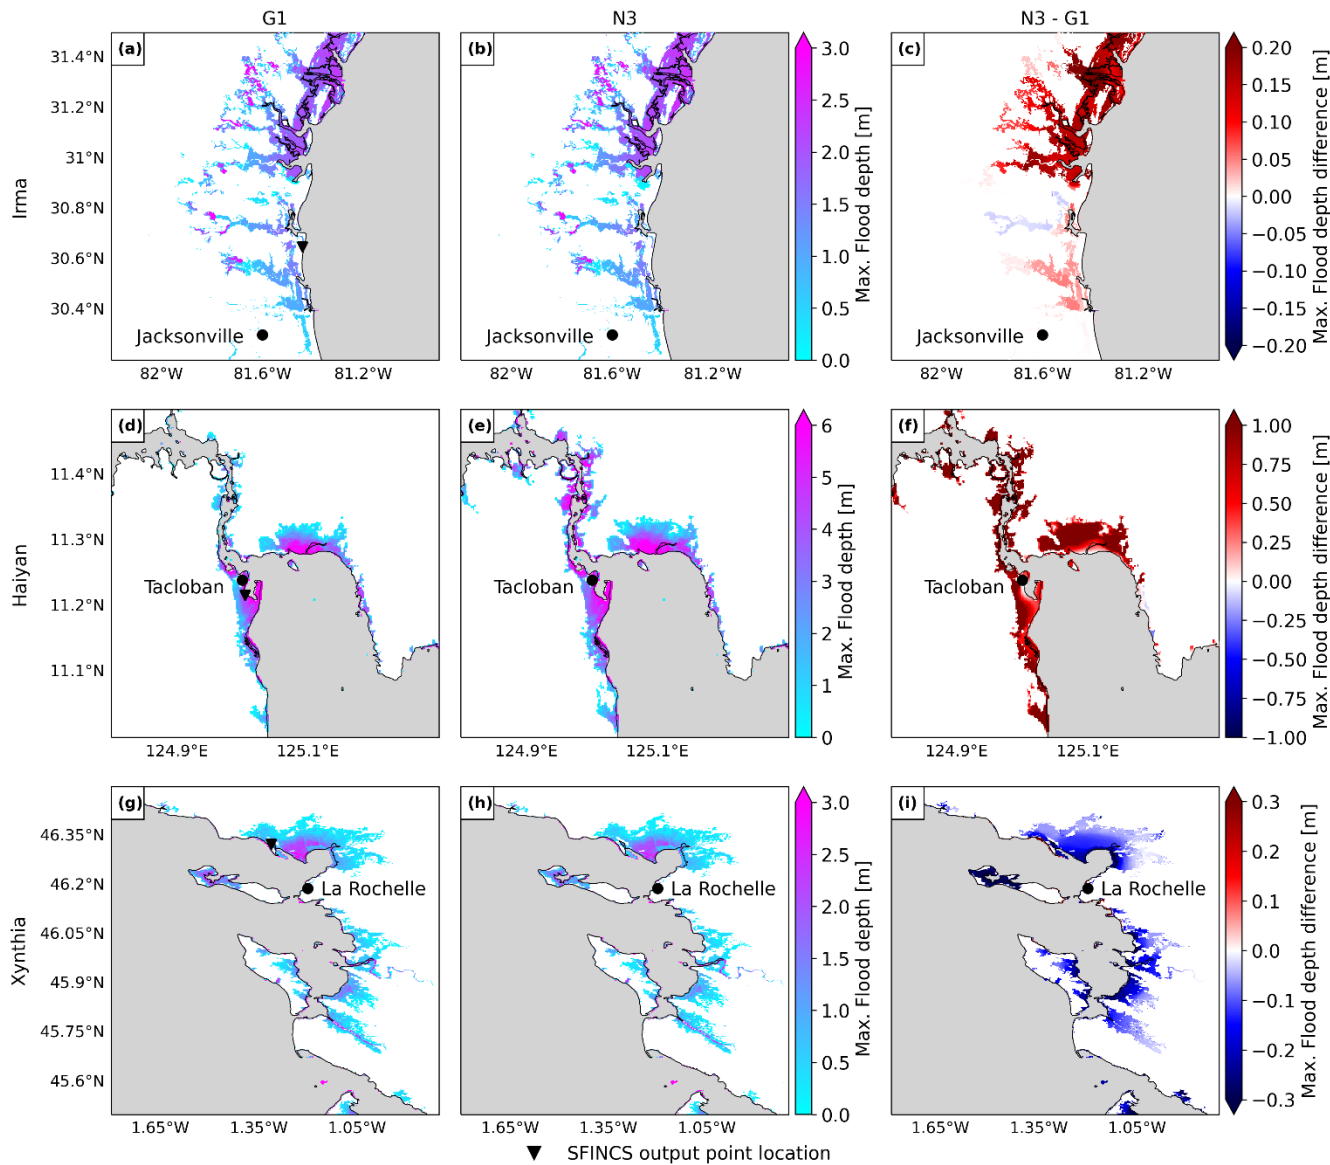 G1
N3
N3 - G1
Irma
(a)
(b)
(c)
31.4°N
31.2°N
31°N
30.8°N
30.6°N
30.4°N
Jacksonville
Jacksonville
Jacksonville
82°W
81.6°W
81.2°W
82°W
81.6°W
81.2°W
82°W
81.6°W
81.2°W
3.0
2.5
2.0
1.5
1.0
0.5
0.0
Max. Flood depth [m]
0.20
0.15
0.10
0.05
0.00
−0.05
−0.10
−0.15
−0.20
Max. Flood depth difference [m]
Haiyan
(d)
(e)
(f)
11.4°N
11.3°N
11.2°N
11.1°N
Tacloban
Tacloban
Tacloban
124.9°E
125.1°E
124.9°E
125.1°E
124.9°E
125.1°E
6
5
4
3
2
1
0
Max. Flood depth [m]
1.00
0.75
0.50
0.25
0.00
−0.25
−0.50
−0.75
−1.00
Max. Flood depth difference [m]
Xynthia
(g)
(h)
(i)
46.35°N
46.2°N
46.05°N
45.9°N
45.75°N
45.6°N
La Rochelle
La Rochelle
La Rochelle
1.65°W
1.35°W
1.05°W
1.65°W
1.35°W
1.05°W
1.65°W
1.35°W
1.05°W
3.0
2.5
2.0
1.5
1.0
0.5
0.0
Max. Flood depth [m]
0.3
0.2
0.1
0.0
−0.1
−0.2
−0.3
Max. Flood depth difference [m]
SFINCS output point location